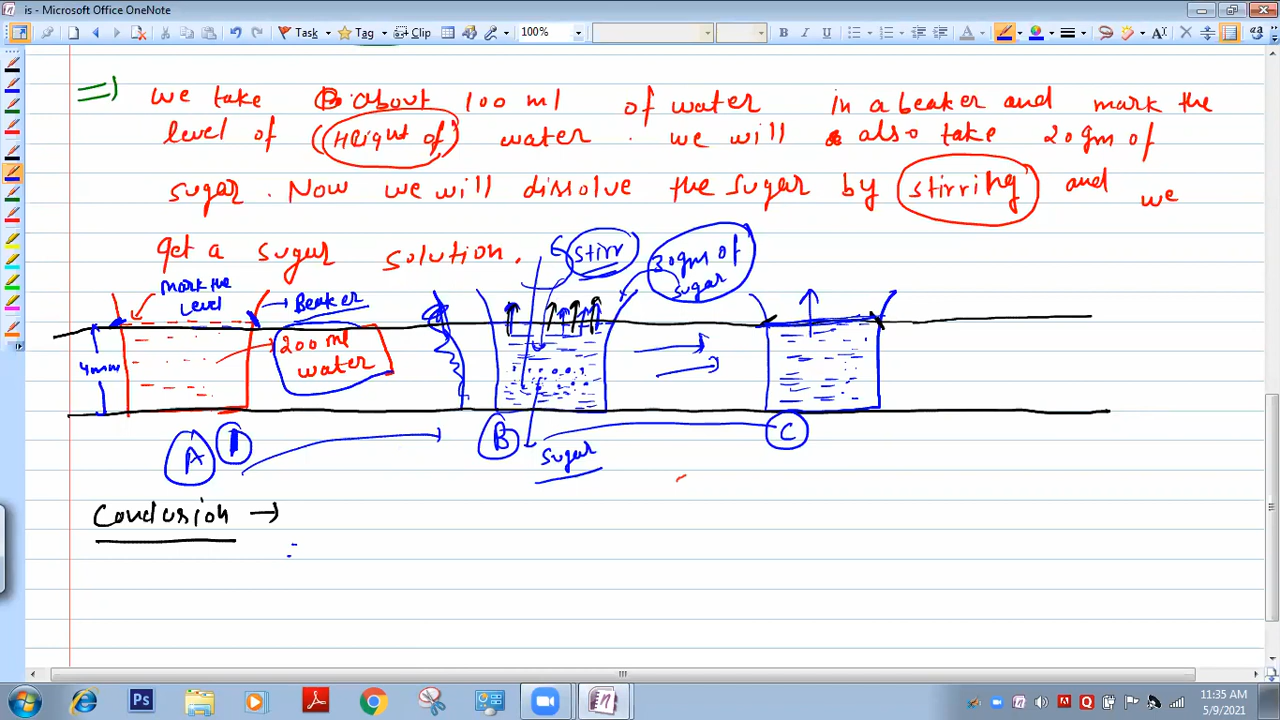 is - Microsoft Office OneNote
Task Tag Clip 100% B I U A
=> we take about 100 ml of water in a beaker and mark the
level of (Height of) water. we will also take 20gm of
sugar. Now we will dissolve the sugar by stirring and we
get a sugar solution.
stirr
30gm of
sugar
Mark the
level
Beaker
200 ml
water
4mm
A
B
C
sugar
Conclusion →
11:35 AM
5/9/2021